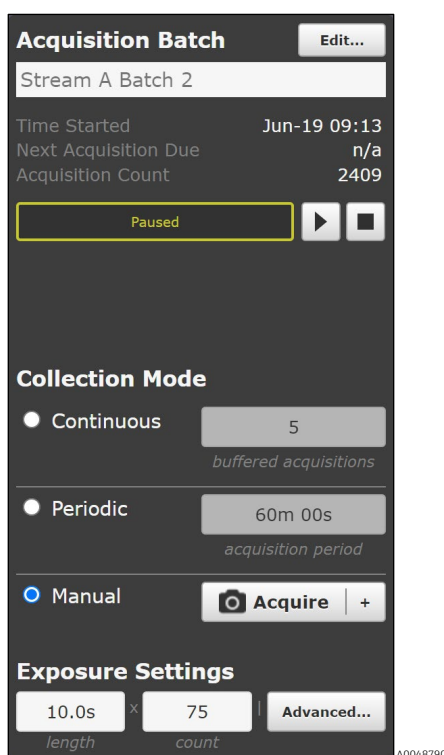 Acquisition Batch Edit...
Stream A Batch 2
Time Started Jun-19 09:13
Next Acquisition Due n/a
Acquisition Count 2409
Paused
Collection Mode
Continuous 5
buffered acquisitions
Periodic 60m 00s
acquisition period
Manual Acquire | +
Exposure Settings
10.0s x 75 | Advanced...
length count